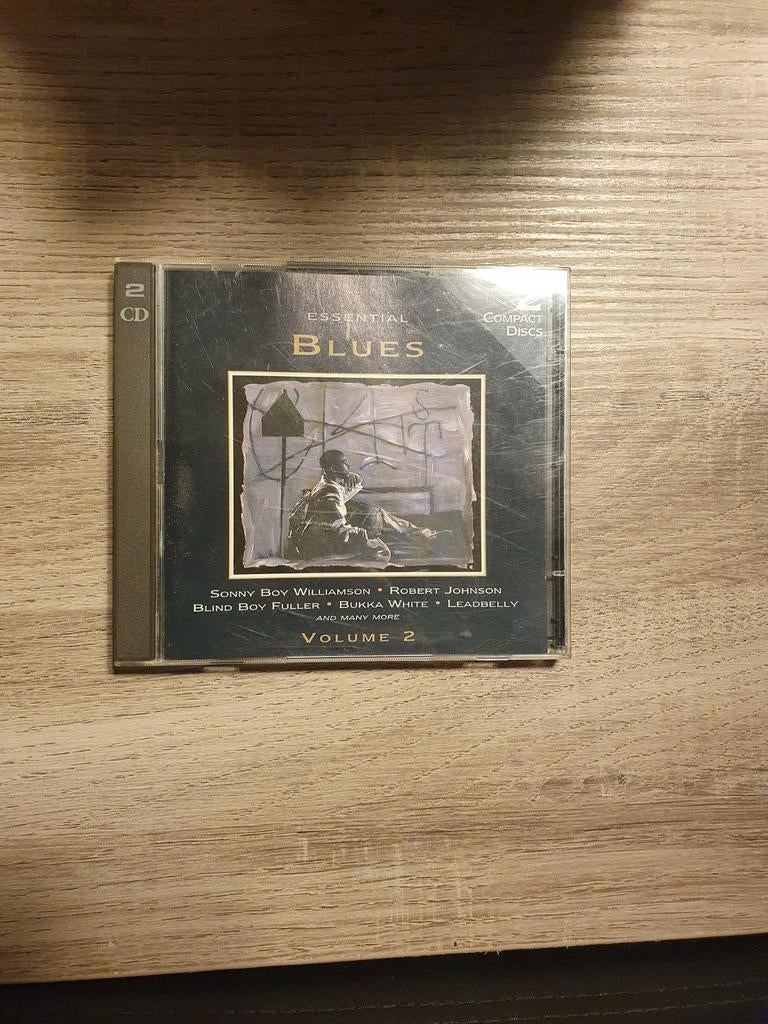 2
CD
ESSENTIAL
BLUES
2
COMPACT
DISCS
SONNY BOY WILLIAMSON • ROBERT JOHNSON
BLIND BOY FULLER • BUKKA WHITE • LEADBELLY
AND MANY MORE
VOLUME 2